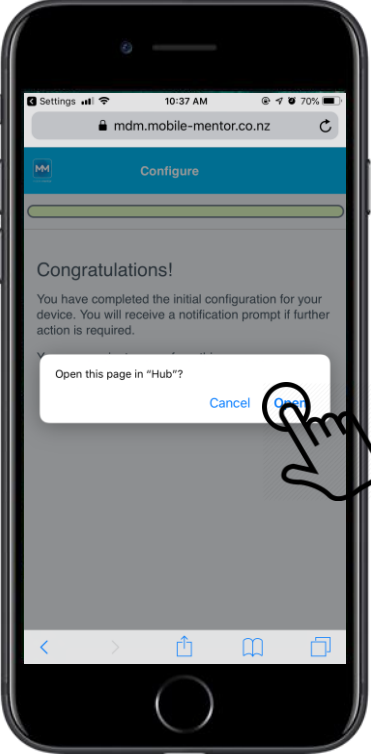 Settings
10:37 AM
70%
mdm.mobile-mentor.co.nz
MM
Configure
Congratulations!
You have completed the initial configuration for your
device. You will receive a notification prompt if further
action is required.
Open this page in “Hub”?
Cancel
Open